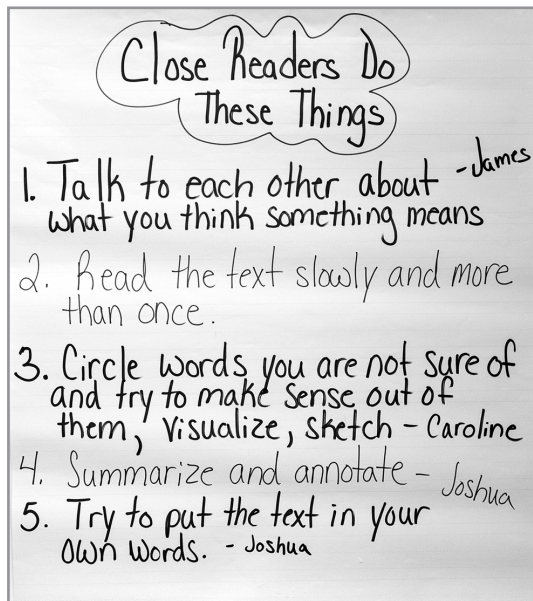 Close Readers Do
These Things
1. Talk to each other about - James
what you think something means
2. Read the text slowly and more
than once.
3. Circle words you are not sure of
and try to make sense out of
them, visualize, sketch - Caroline
4. Summarize and annotate - Joshua
5. Try to put the text in your
own words. - Joshua